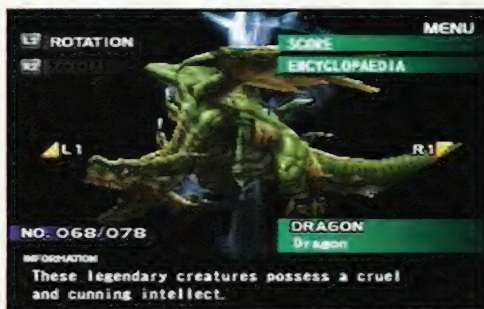 MENU
L3 ROTATION
SCORE
ENCYCLOPAEDIA
L1
R1
NO. 068/078
DRAGON
Dragon
INFORMATION
These legendary creatures possess a cruel
and cunning intellect.